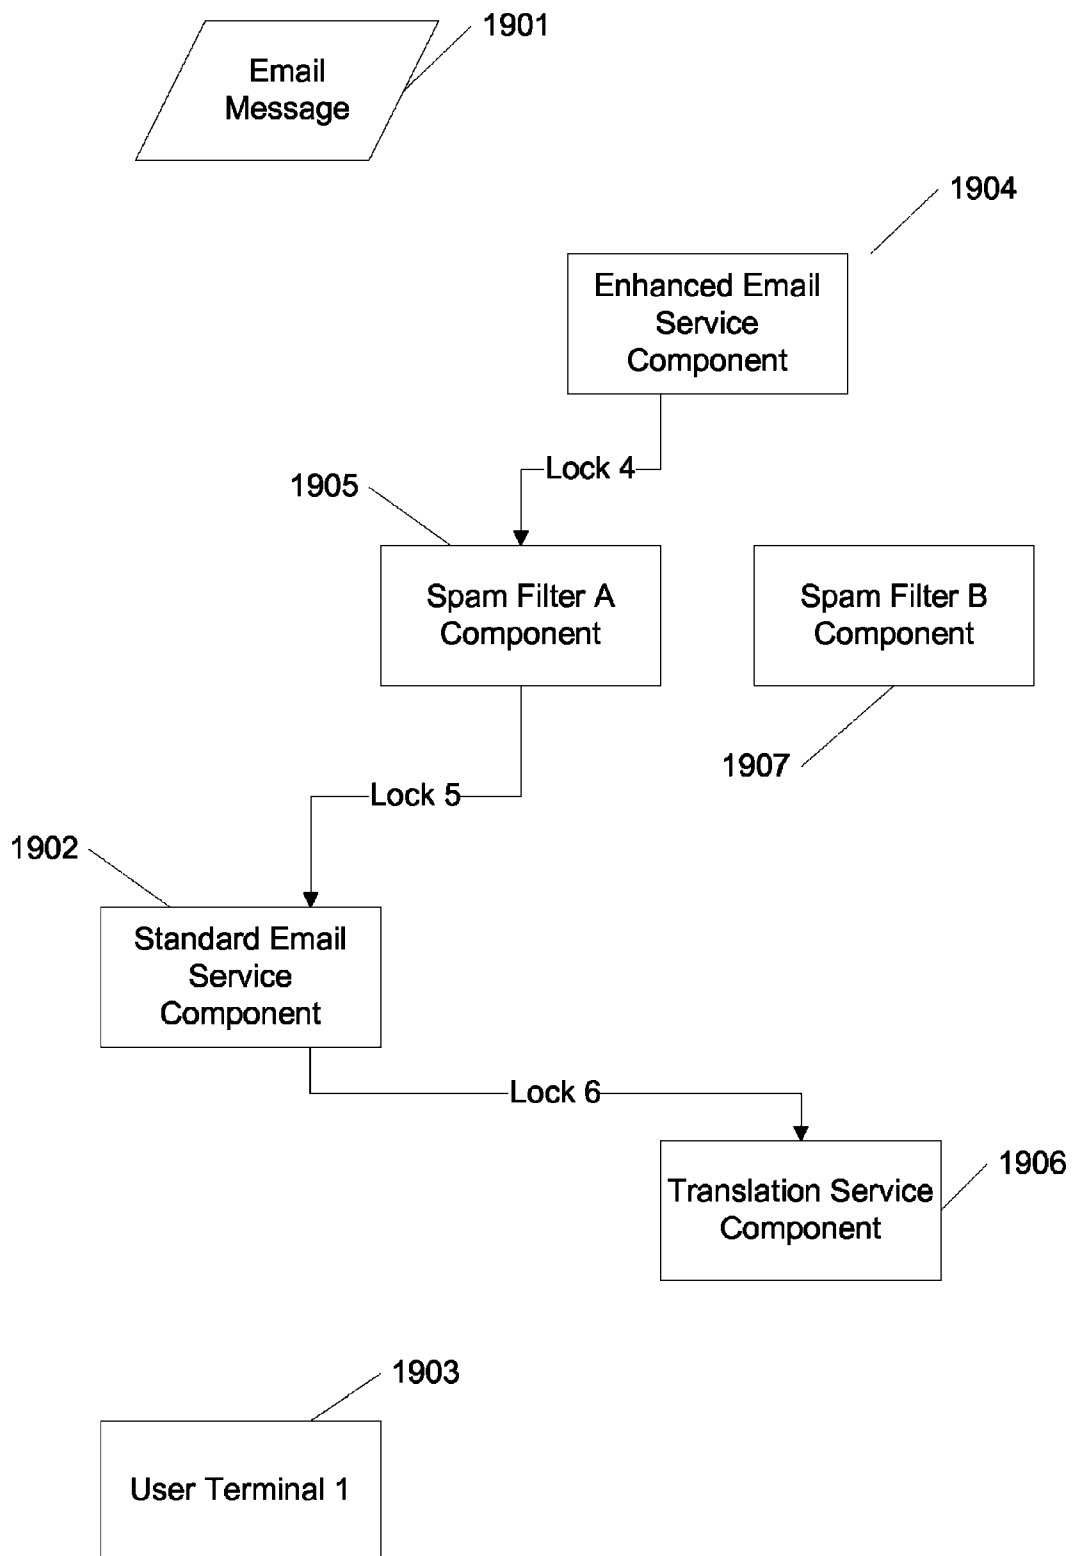 1901
Email
Message
1904
Enhanced Email
Service
Component
Lock 4
1905
Spam Filter A
Component
Spam Filter B
Component
1907
Lock 5
1902
Standard Email
Service
Component
Lock 6
1906
Translation Service
Component
1903
User Terminal 1